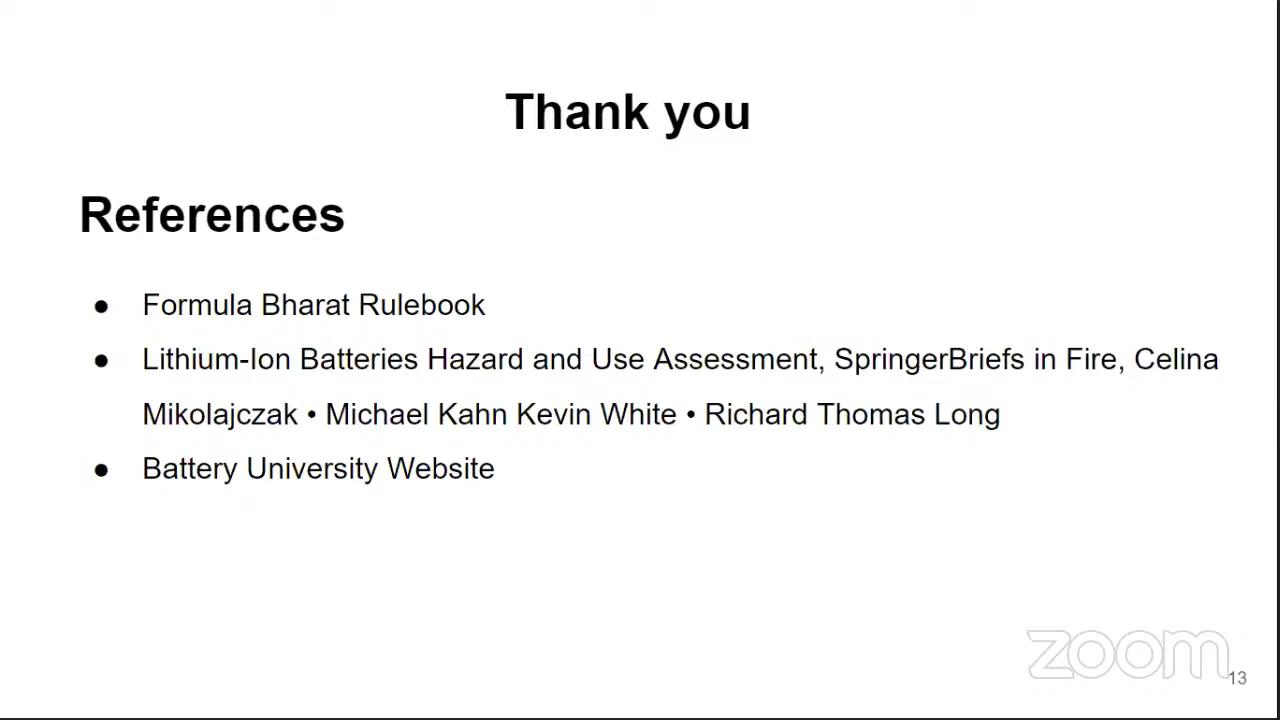 Thank you
References
● Formula Bharat Rulebook
● Lithium-Ion Batteries Hazard and Use Assessment, SpringerBriefs in Fire, Celina
Mikolajczak • Michael Kahn Kevin White • Richard Thomas Long
● Battery University Website
zoom
13